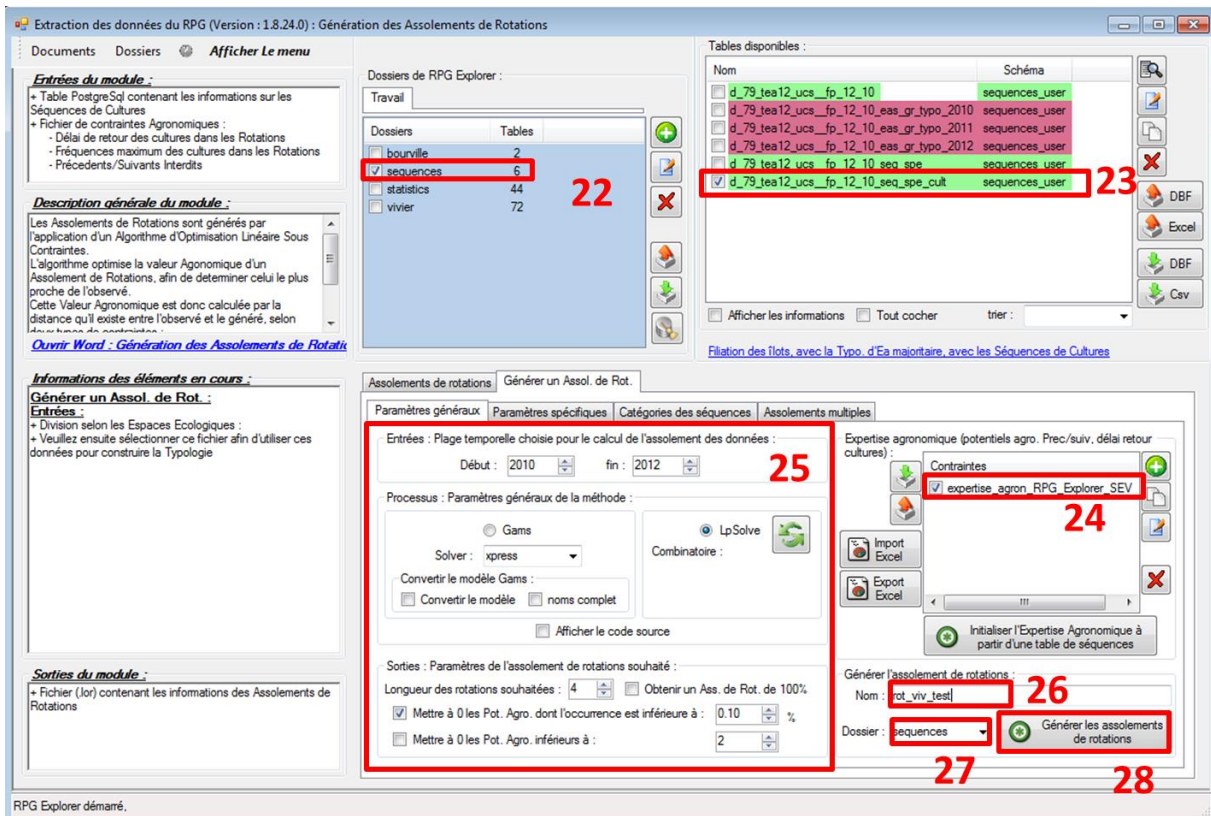 Extraction des données du RPG (Version : 1.8.24.0) : Génération des Assolements de Rotations
Documents Dossiers Afficher Le menu
Entrées du module :
+ Table PostgreSql contenant les informations sur les
Séquences de Cultures
+ Fichier de contraintes Agronomiques :
- Délai de retour des cultures dans les Rotations
- Fréquences maximum des cultures dans les Rotations
- Précedents/Suivants Interdits
Description générale du module :
Les Assolements de Rotations sont générés par
l'application d'un Algorithme d'Optimisation Linéaire Sous
Contraintes.
L'algorithme optimise la valeur Agonomique d'un
Assolement de Rotations, afin de determiner celui le plus
proche de l'observé.
Cette Valeur Agronomique est donc calculée par la
distance qu'il existe entre l'observé et le généré, selon
deux types de contraintes :
Ouvrir Word : Génération des Assolements de Rotatic
Dossiers de RPG Explorer :
Travail
Dossiers Tables
bourville 2
sequences 6
statistics 44
vivier 72
22
Tables disponibles :
Nom Schéma
d_79_tea12_ucs__fp_12_10 sequences_user
d_79_tea12_ucs__fp_12_10_eas_gr_typo_2010 sequences_user
d_79_tea12_ucs__fp_12_10_eas_gr_typo_2011 sequences_user
d_79_tea12_ucs__fp_12_10_eas_gr_typo_2012 sequences_user
d_79_tea12_ucs__fp_12_10_seq_spe sequences_user
d_79_tea12_ucs__fp_12_10_seq_spe_cult sequences_user
23
DBF
Excel
DBF
Csv
Afficher les informations Tout cocher trier :
Filiation des îlots, avec la Typo. d'Ea majoritaire, avec les Séquences de Cultures
Informations des éléments en cours :
Générer un Assol. de Rot. :
Entrées :
+ Division selon les Espaces Ecologiques :
+ Veuillez ensuite sélectionner ce fichier afin d'utiliser ces
données pour construire la Typologie
Sorties du module :
+ Fichier (.lor) contenant les informations des Assolements de
Rotations
Assolements de rotations Générer un Assol. de Rot.
Paramètres généraux Paramètres spécifiques Catégories des séquences Assolements multiples
Entrées : Plage temporelle choisie pour le calcul de l'assolement des données :
Début : 2010 fin : 2012
25
Processus : Paramètres généraux de la méthode :
Gams
Solver : xpress
Convertir le modèle Gams :
Convertir le modèle noms complet
LpSolve
Combinatoire :
Afficher le code source
Sorties : Paramètres de l'assolement de rotations souhaité :
Longueur des rotations souhaitées : 4 Obtenir un Ass. de Rot. de 100%
Mettre à 0 les Pot. Agro. dont l'occurrence est inférieure à : 0.10 %
Mettre à 0 les Pot. Agro. inférieurs à : 2
Expertise agronomique (potentiels agro. Prec/suiv, délai retour
cultures) :
Contraintes
expertise_agron_RPG_Explorer_SEV
24
Import
Excel
Export
Excel
Initialiser l'Expertise Agronomique à
partir d'une table de séquences
Générer l'assolement de rotations :
Nom : rot_viv_test
26
Dossier : sequences
27
Générer les assolements
de rotations
28
RPG Explorer démarré,